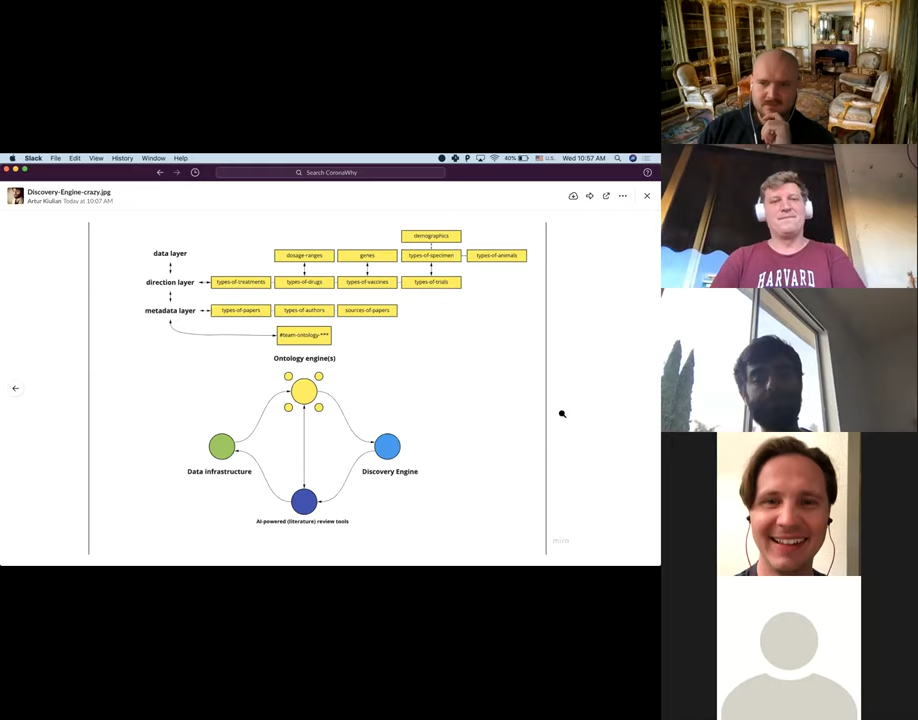 Slack File Edit View History Window Help 40% U.S. Wed 10:57 AM
Search CoronaWhy
Discovery-Engine-crazy.jpg
Artur Kiulian Today at 10:07 AM
demographics
data layer dosage-ranges genes types-of-specimen types-of-animals
direction layer types-of-treatments types-of-drugs types-of-vaccines types-of-trials
metadata layer types-of-papers types-of authors sources-of-papers
#team-ontology-***
Ontology engine(s)
Data infrastructure Discovery Engine
AI-powered (literature) review tools
miro
HARVARD